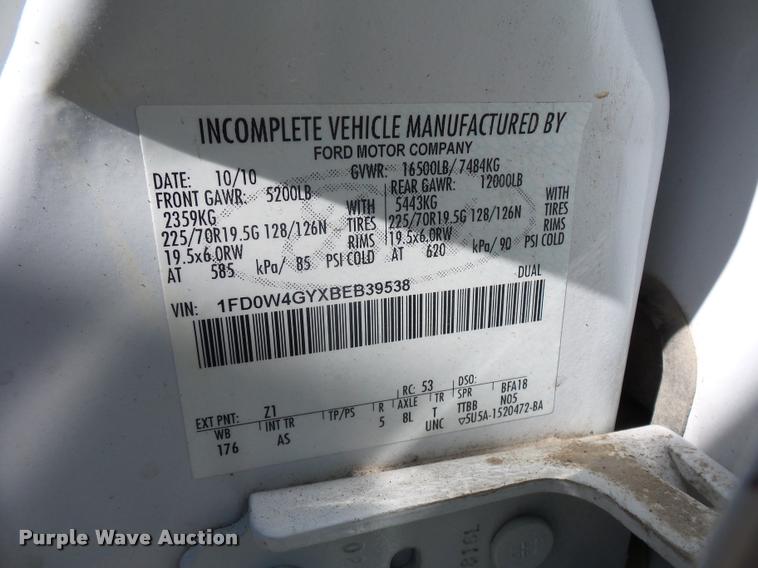 INCOMPLETE VEHICLE MANUFACTURED BY
FORD MOTOR COMPANY
DATE: 10/10 GVWR: 16500LB/ 7484KG
FRONT GAWR: 5200LB REAR GAWR: 12000LB
2359KG WITH 5443KG WITH
225/70R19.5G 128/126N TIRES 225/70R19.5G 128/126N TIRES
19.5x6.0RW RIMS 19.5x6.0RW RIMS
AT 585 kPa/ 85 PSI COLD AT 620 kPa/ 90 PSI COLD
DUAL
VIN: 1FD0W4GYXBEB39538
RC: 53 DSO:
EXT PNT: Z1 TP/PS R AXLE TR SPR BFA18
WB INT TR 5 8L T TTBB N05
176 AS UNC 5U5A-1520472-BA
816L
Purple Wave Auction